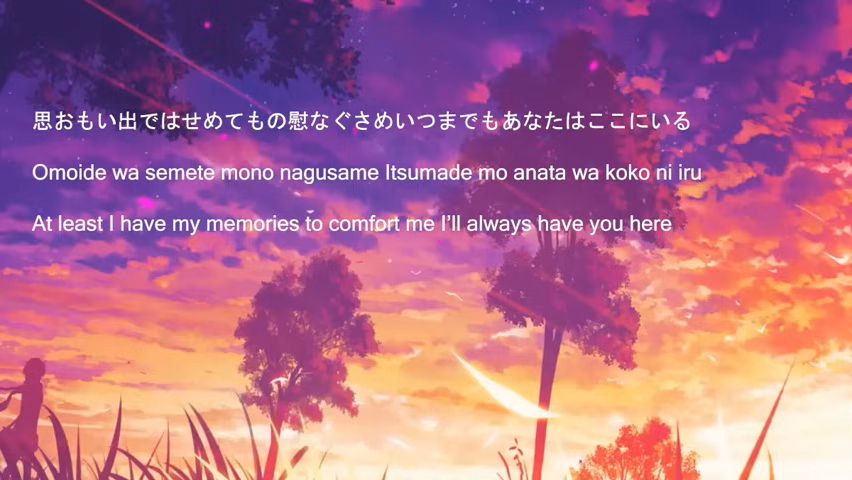 思おもい出ではせめてもの慰なぐさめいつまでもあなたはここにいる
Omoide wa semete mono nagusame Itsumade mo anata wa koko ni iru
At least I have my memories to comfort me I’ll always have you here